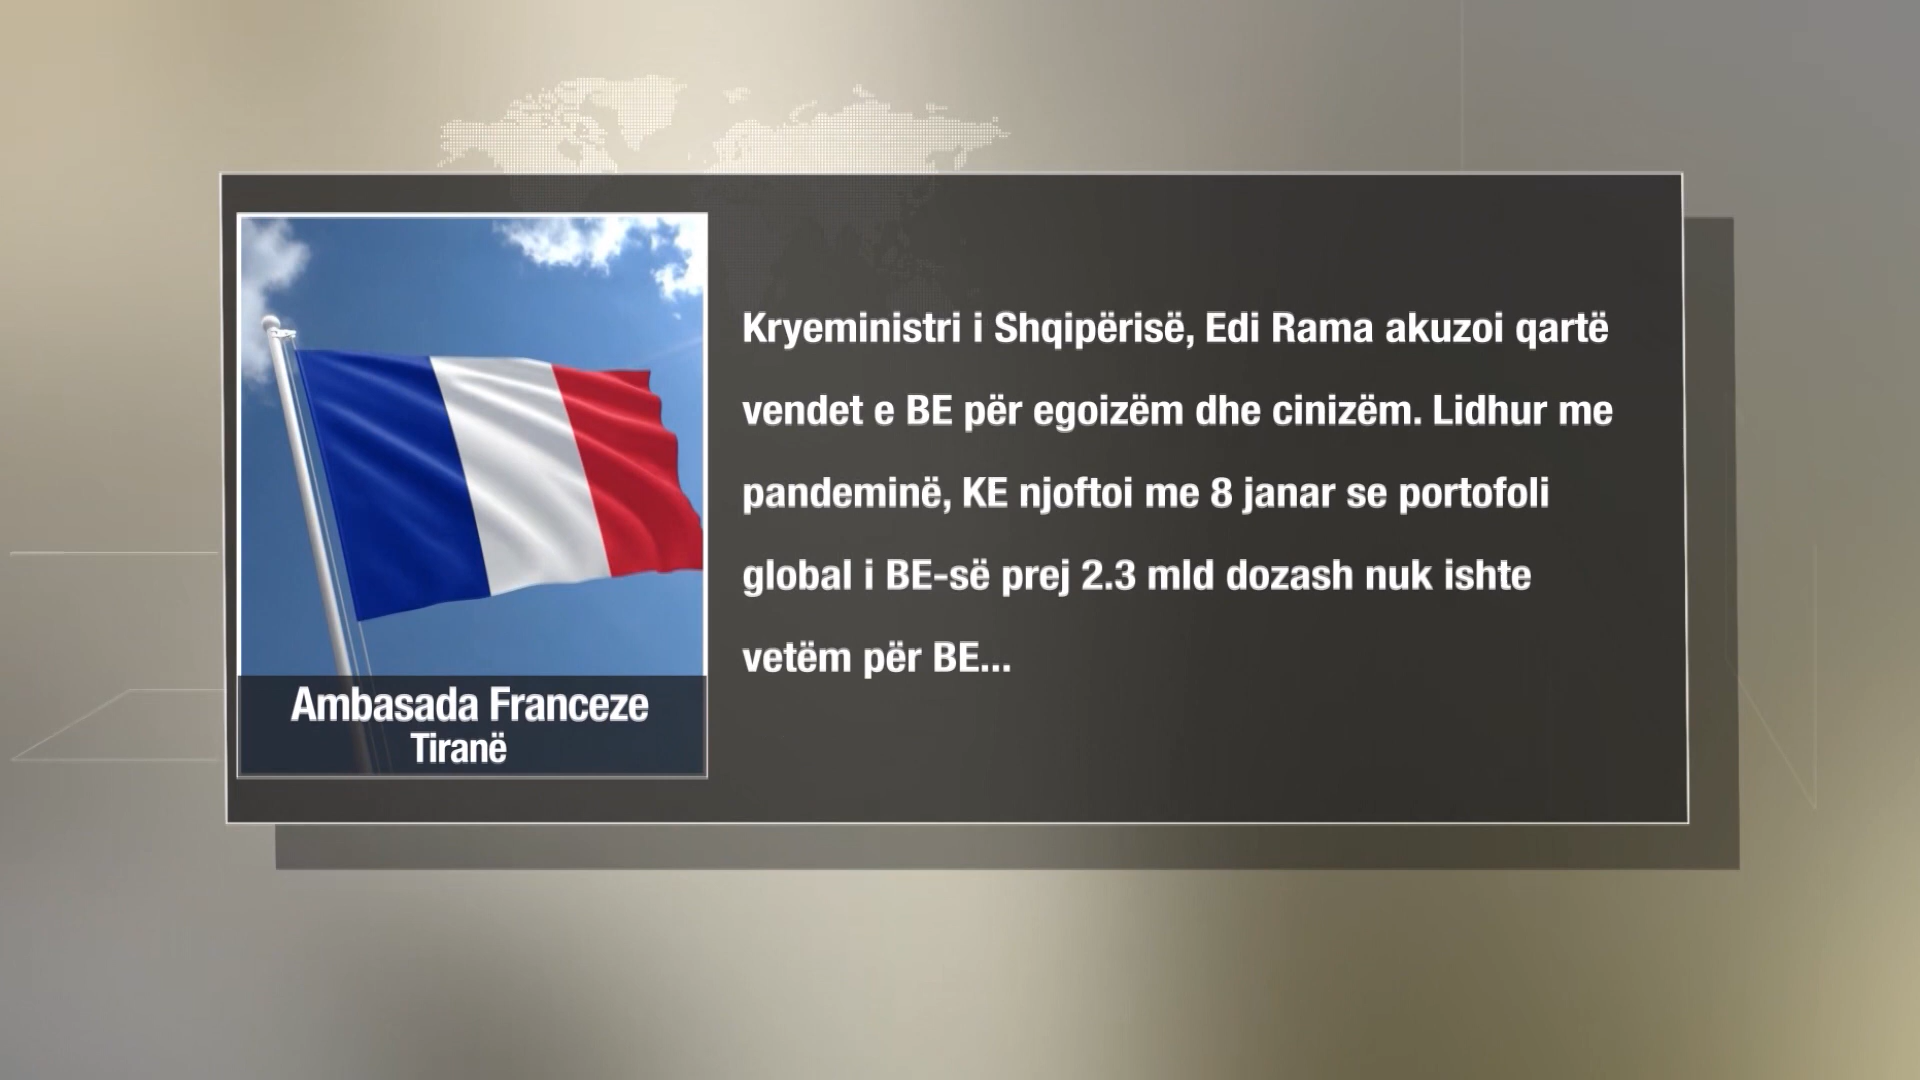 Kryeministri i Shqipërisë, Edi Rama akuzoi qartë
vendet e BE për egoizëm dhe cinizëm. Lidhur me
pandeminë, KE njoftoi me 8 janar se portofoli
global i BE-së prej 2.3 mld dozash nuk ishte
vetëm për BE...
Ambasada Franceze
Tiranë